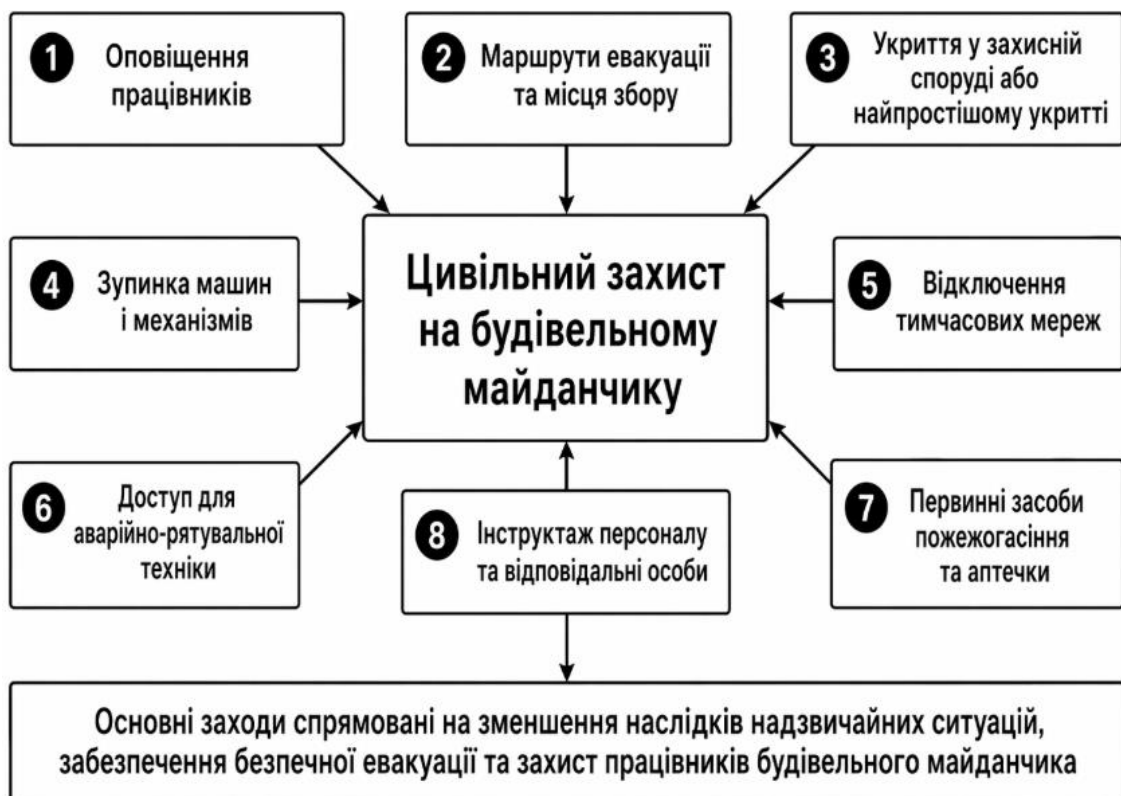 1
Оповіщення
працівників
2
Маршрути евакуації
та місця збору
3
Укриття у захисній
споруді або
найпростішому укритті
4
Зупинка машин
і механізмів
Цивільний захист
на будівельному
майданчику
5
Відключення
тимчасових мереж
6
Доступ для
аварійно-рятувальної
техніки
8
Інструктаж персоналу
та відповідальні особи
7
Первинні засоби
пожежогасіння
та аптечки
Основні заходи спрямовані на зменшення наслідків надзвичайних ситуацій,
забезпечення безпечної евакуації та захист працівників будівельного майданчика